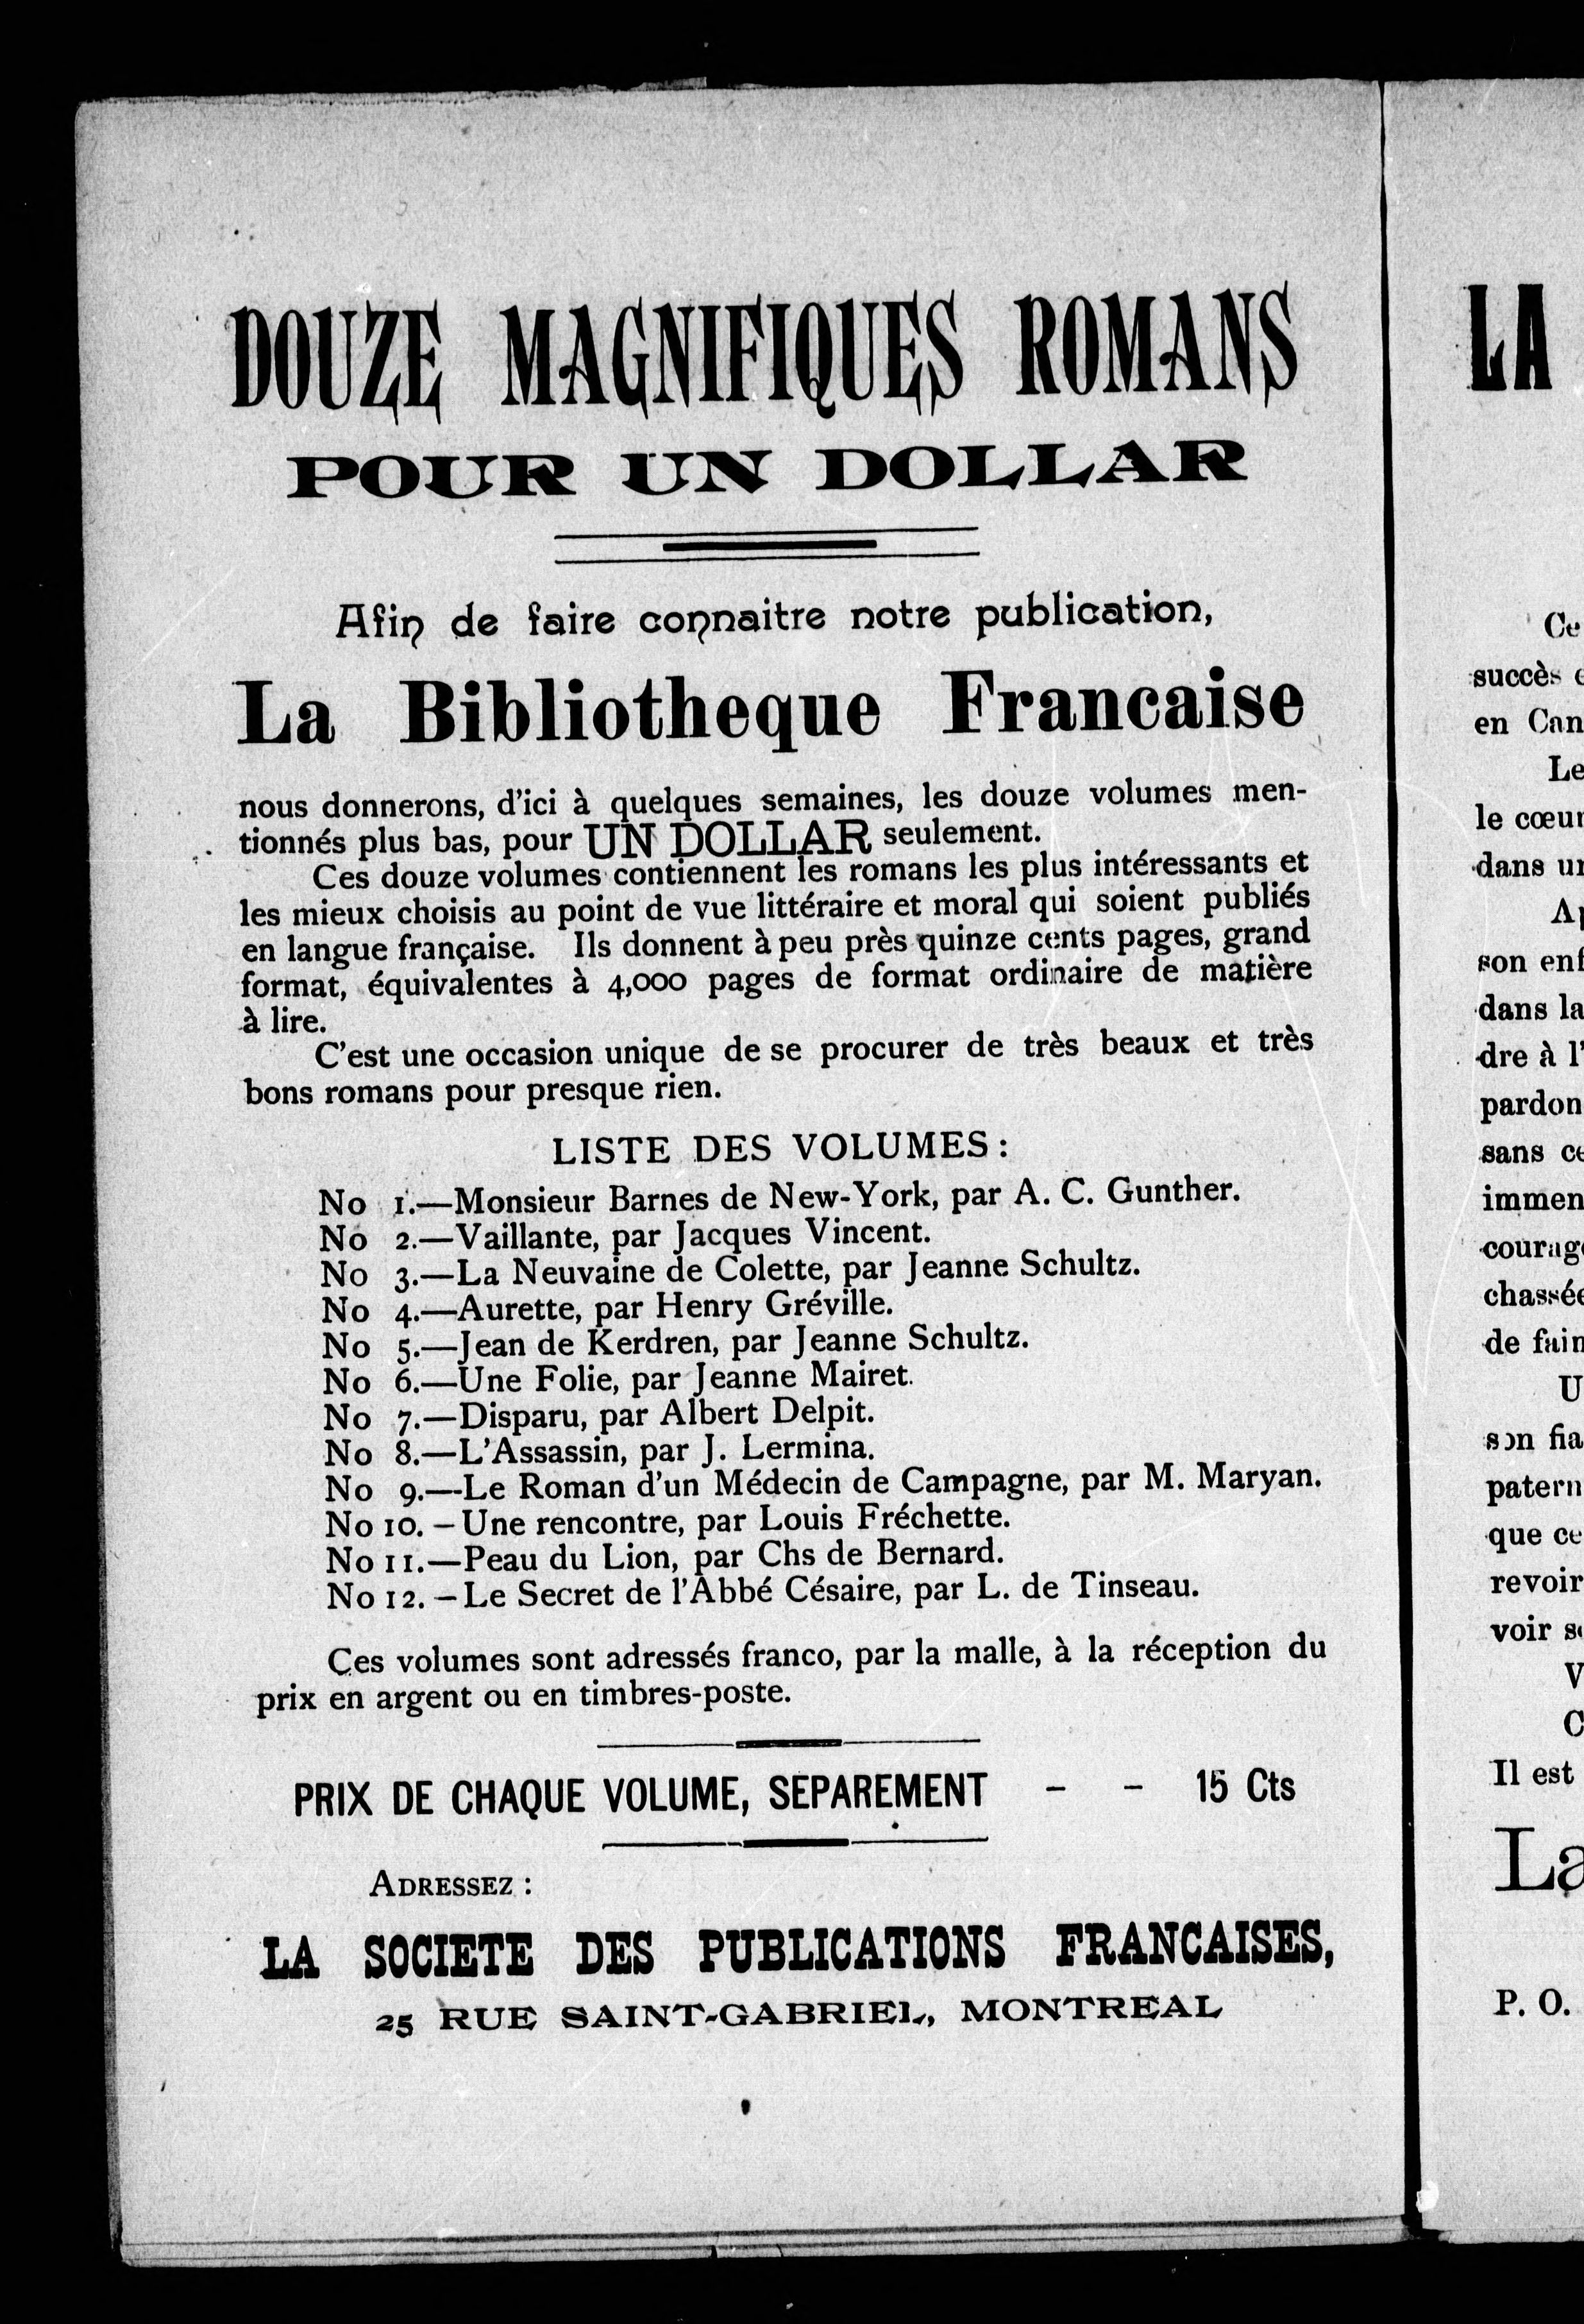 DOUZE MAGNIFIQUES ROMANS
POUR UN DOLLAR
Afin de faire connaitre notre publication,
La Bibliotheque Francaise
nous donnerons, d'ici à quelques semaines, les douze volumes men-
tionnés plus bas, pour UN DOLLAR seulement.
Ces douze volumes contiennent les romans les plus intéressants et
les mieux choisis au point de vue littéraire et moral qui soient publiés
en langue française. Ils donnent à peu près quinze cents pages, grand
format, équivalentes à 4,000 pages de format ordinaire de matière
à lire.
C'est une occasion unique de se procurer de très beaux et très
bons romans pour presque rien.
LISTE DES VOLUMES :
No 1.—Monsieur Barnes de New-York, par A. C. Gunther.
No 2.—Vaillante, par Jacques Vincent.
No 3.—La Neuvaine de Colette, par Jeanne Schultz.
No 4.—Aurette, par Henry Gréville.
No 5.—Jean de Kerdren, par Jeanne Schultz.
No 6.—Une Folie, par Jeanne Mairet.
No 7.—Disparu, par Albert Delpit.
No 8.—L'Assassin, par J. Lermina.
No 9.—Le Roman d'un Médecin de Campagne, par M. Maryan.
No 10. – Une rencontre, par Louis Fréchette.
No 11.—Peau du Lion, par Chs de Bernard.
No 12. – Le Secret de l'Abbé Césaire, par L. de Tinseau.
Ces volumes sont adressés franco, par la malle, à la réception du
prix en argent ou en timbres-poste.
PRIX DE CHAQUE VOLUME, SEPAREMENT - - 15 Cts
ADRESSEZ :
LA SOCIETE DES PUBLICATIONS FRANCAISES,
25 RUE SAINT-GABRIEL, MONTREAL
LA
Ce
succès
en Can
Le
le cœur
dans
son enf
dans la
dre à l'
pardon
sans ce
immen
courage
chassée
de
son fia
patern
que ce
revoir
voir
V
C
Il est
La
P. O.